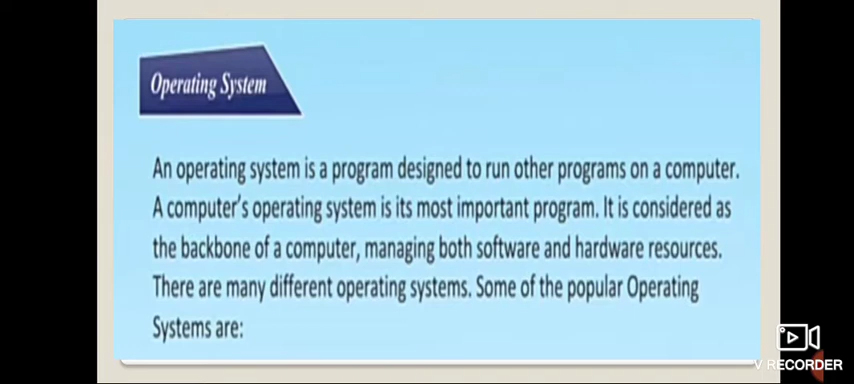 Operating System
An operating system is a program designed to run other programs on a computer.
A computer's operating system is its most important program. It is considered as
the backbone of a computer, managing both software and hardware resources.
There are many different operating systems. Some of the popular Operating
Systems are:
V RECORDER